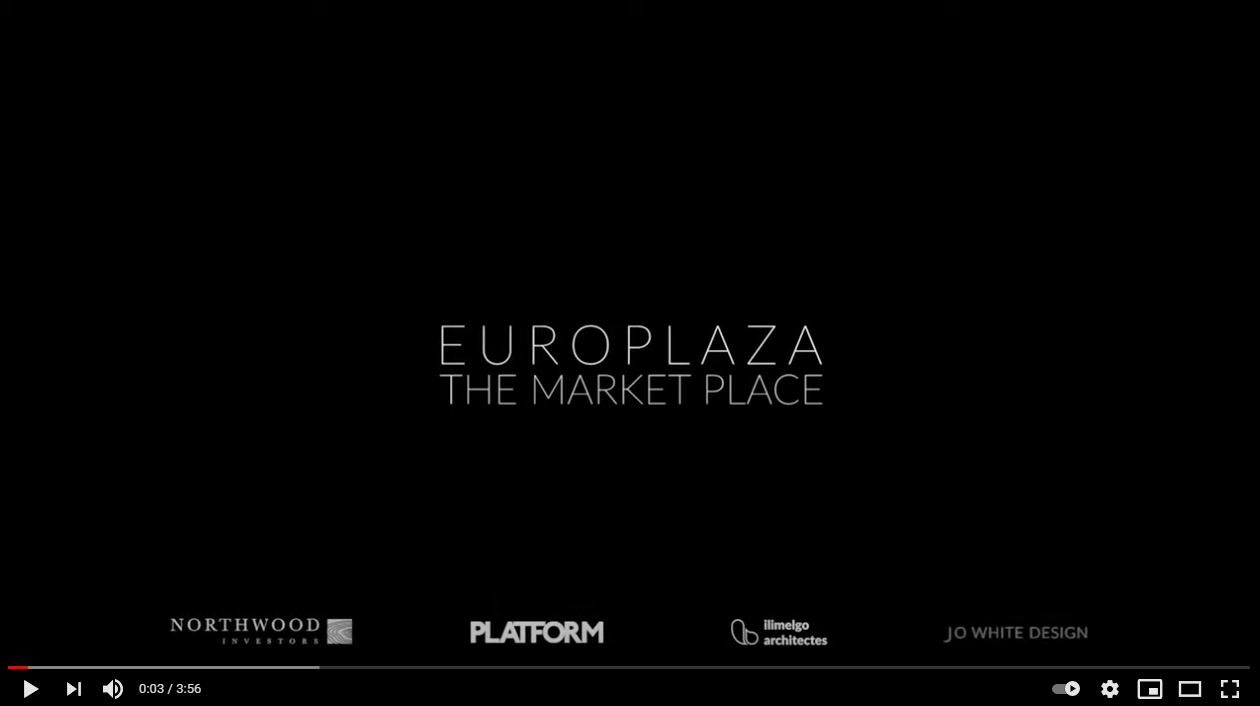 EUROPLAZA
THE MARKET PLACE
NORTHWOOD
INVESTORS
PLATFORM
ilimelgo
architectes
JO WHITE DESIGN
0:03 / 3:56